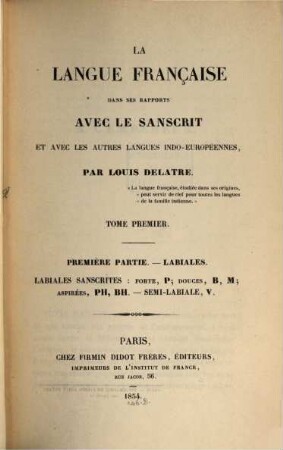 LA
LANGUE FRANÇAISE
DANS SES RAPPORTS
AVEC LE SANSCRIT
ET AVEC LES AUTRES LANGUES INDO-EUROPÉENNES,
PAR LOUIS DELATRE.
« La langue française, étudiée dans ses origines,
« peut servir de clef pour toutes les langues
« de la famille indienne. »
TOME PREMIER.
PREMIÈRE PARTIE. — LABIALES.
LABIALES SANSCRITES : FORTE, P; DOUCES, B, M;
ASPIRÉES, PH, BH. — SEMI-LABIALE, V.
PARIS,
CHEZ FIRMIN DIDOT FRÈRES, ÉDITEURS,
IMPRIMEURS DE L'INSTITUT DE FRANCE,
RUE JACOB, 56.
1854